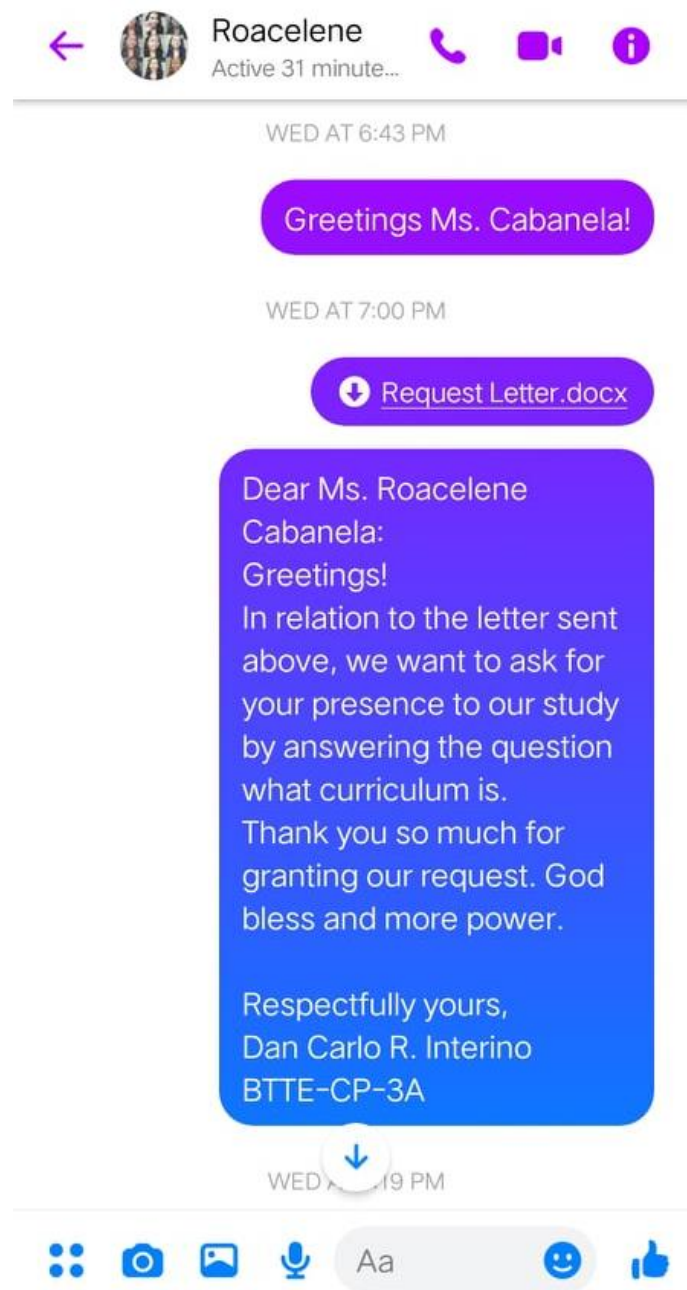 Roacelene
Active 31 minute...
WED AT 6:43 PM
Greetings Ms. Cabanela!
WED AT 7:00 PM
Request Letter.docx
Dear Ms. Roacelene
Cabanela:
Greetings!
In relation to the letter sent
above, we want to ask for
your presence to our study
by answering the question
what curriculum is.
Thank you so much for
granting our request. God
bless and more power.
Respectfully yours,
Dan Carlo R. Interino
BTTE-CP-3A
WED 19 PM
Aa